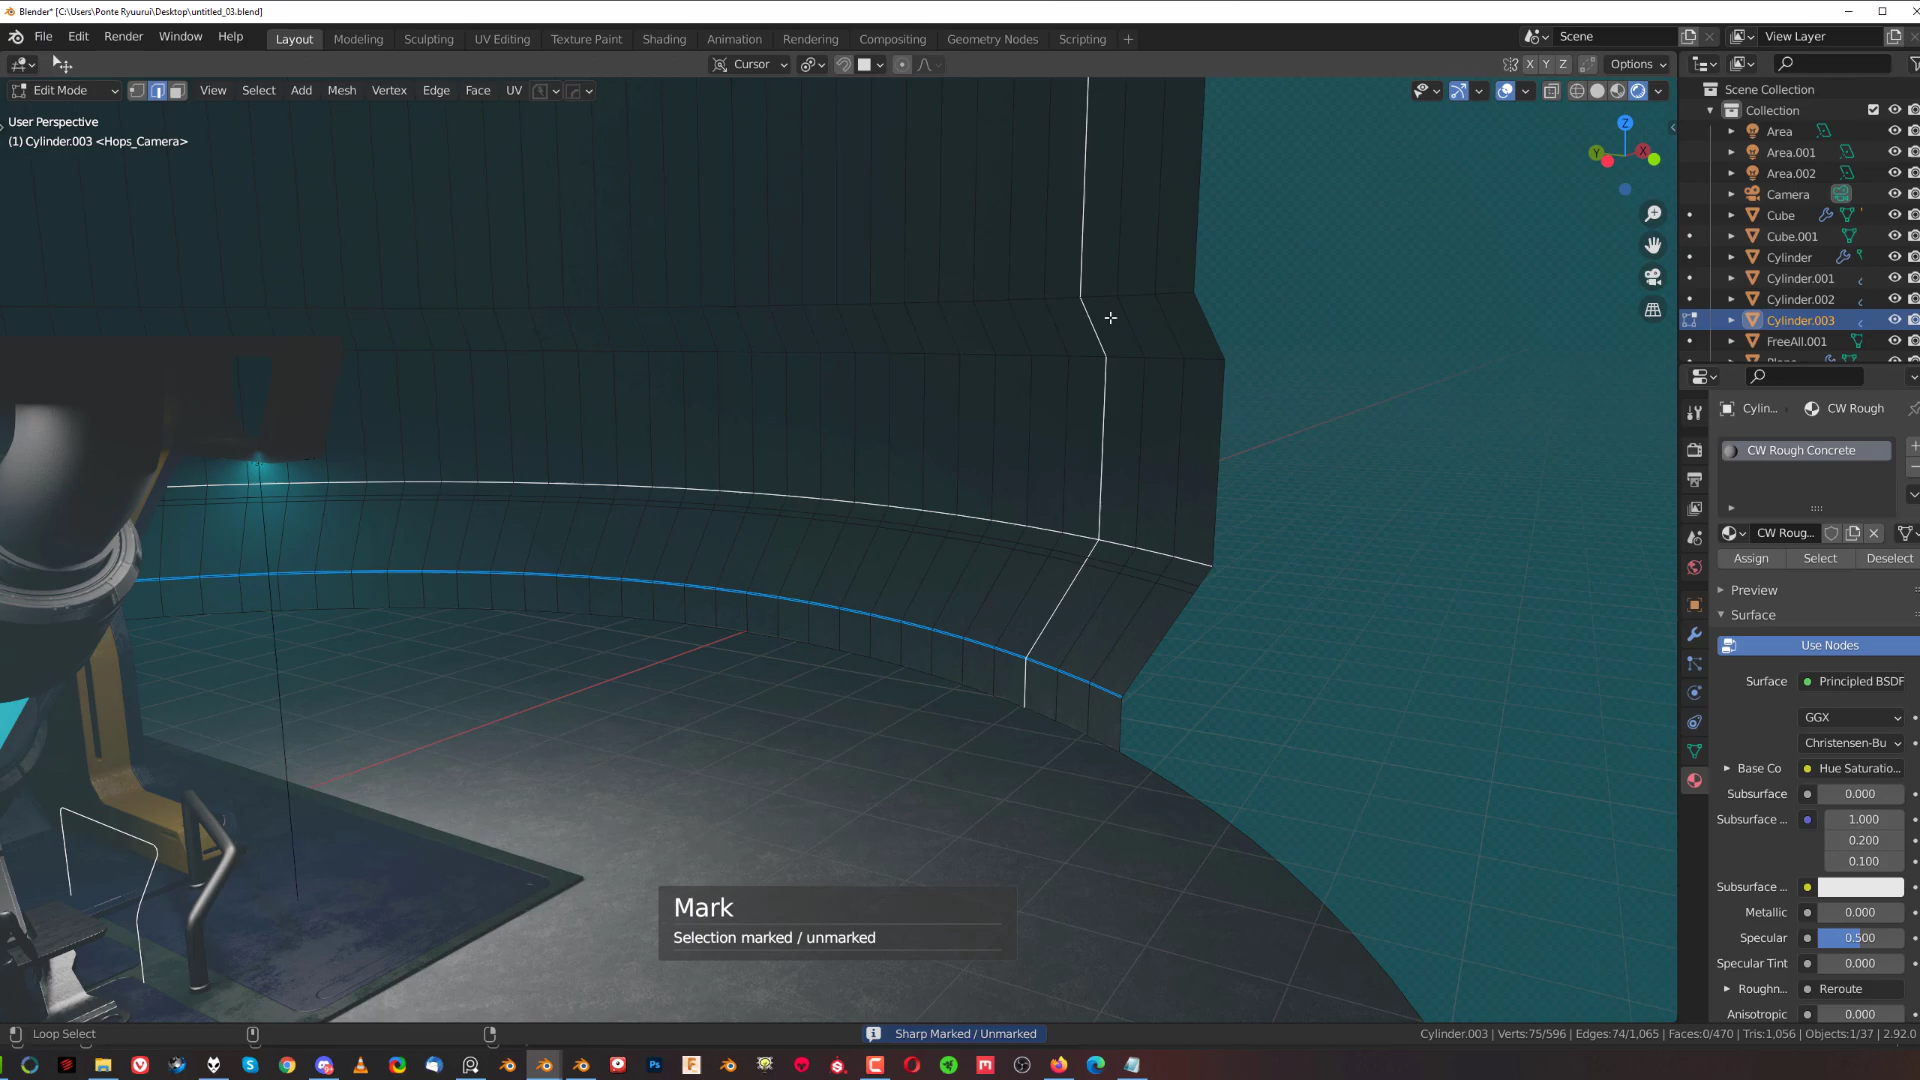 Blender* [C:\Users\Ponte Ryuurui\Desktop\untitled_03.blend]
File Edit Render Window Help
Layout Modeling Sculpting UV Editing Texture Paint Shading Animation Rendering Compositing Geometry Nodes Scripting +
Scene
View Layer
Cursor
X Y Z
Options
Edit Mode
View Select Add Mesh Vertex Edge Face UV
User Perspective
(1) Cylinder.003 <Hops_Camera>
Z
Y
X
Scene Collection
Collection
Area
Area.001
Area.002
Camera
Cube
Cube.001
Cylinder
Cylinder.001
Cylinder.002
Cylinder.003
FreeAll.001
Cylin...
CW Rough
CW Rough Concrete
CW Roug...
Assign Select Deselect
Preview
Surface
Use Nodes
Surface Principled BSDF
GGX
Christensen-Bu
Base Co Hue Saturatio...
Subsurface 0.000
Subsurface ... 1.000
0.200
0.100
Subsurface ...
Metallic 0.000
Specular 0.500
Specular Tint 0.000
Roughn... Reroute
Anisotropic 0.000
Mark
Selection marked / unmarked
Loop Select
Sharp Marked / Unmarked
Cylinder.003 | Verts:75/596 | Edges:74/1,065 | Faces:0/470 | Tris:1,056 | Objects:1/37 | 2.92.0